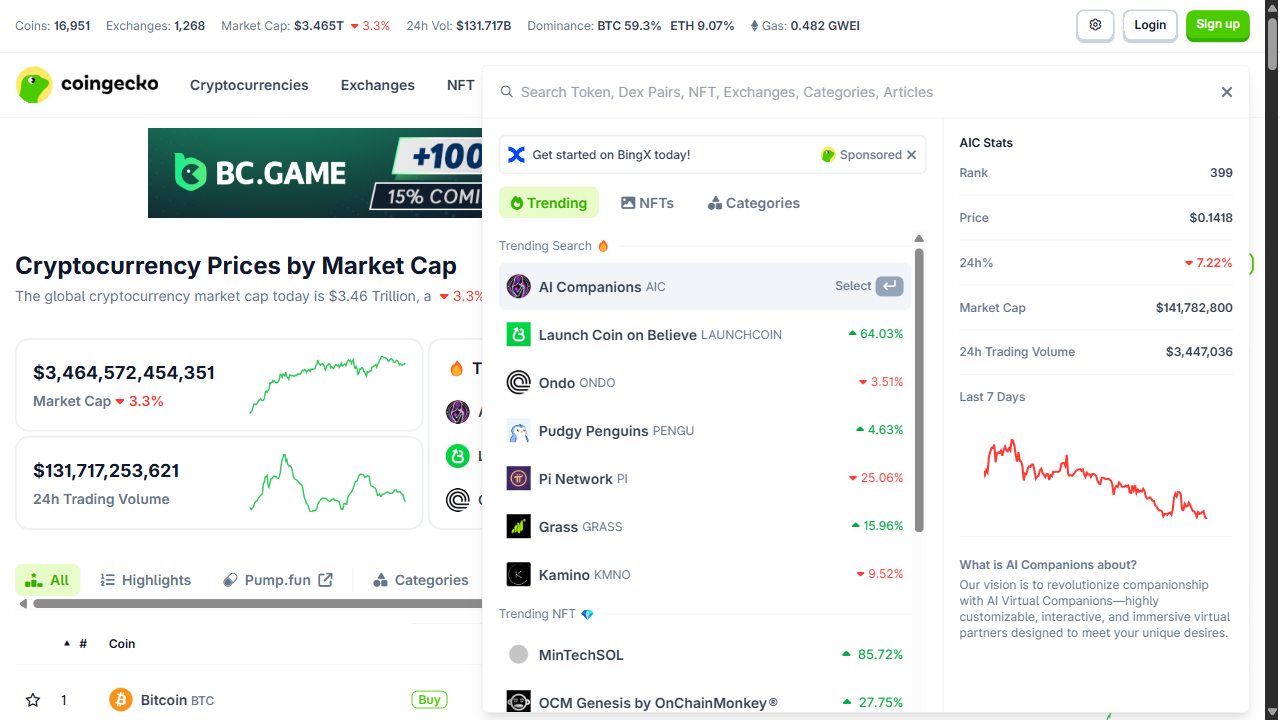 Coins: 16,951 Exchanges: 1,268 Market Cap: $3.465T 3.3% 24h Vol: $131.717B Dominance: BTC 59.3% ETH 9.07% Gas: 0.482 GWEI
Login
Sign up
coingecko
Cryptocurrencies
Exchanges
NFT
Search Token, Dex Pairs, NFT, Exchanges, Categories, Articles
BC.GAME
+100
15% COMI
Get started on BingX today!
Sponsored
Trending
NFTs
Categories
Trending Search
AI Companions AIC
Select
Launch Coin on Believe LAUNCHCOIN 64.03%
Ondo ONDO 3.51%
Pudgy Penguins PENGU 4.63%
Pi Network PI 25.06%
Grass GRASS 15.96%
Kamino KMNO 9.52%
Trending NFT
MinTechSOL 85.72%
OCM Genesis by OnChainMonkey® 27.75%
AIC Stats
Rank 399
Price $0.1418
24h% 7.22%
Market Cap $141,782,800
24h Trading Volume $3,447,036
Last 7 Days
What is AI Companions about?
Our vision is to revolutionize companionship
with AI Virtual Companions—highly
customizable, interactive, and immersive virtual
partners designed to meet your unique desires.
Cryptocurrency Prices by Market Cap
The global cryptocurrency market cap today is $3.46 Trillion, a 3.3%
$3,464,572,454,351
Market Cap 3.3%
$131,717,253,621
24h Trading Volume
T
A
L
All
Highlights
Pump.fun
Categories
# Coin
1 Bitcoin BTC Buy